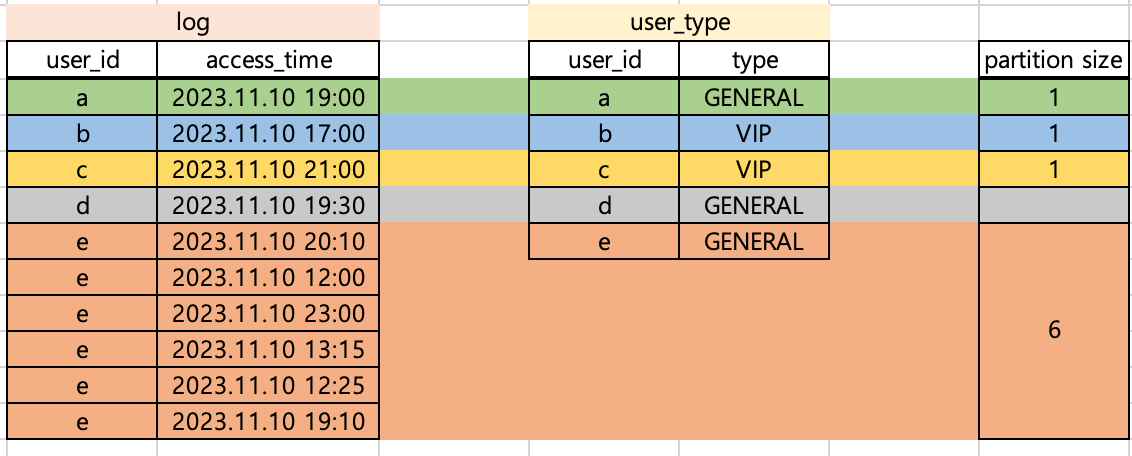 log user_type
user_id access_time user_id type partition size
a 2023.11.10 19:00 a GENERAL 1
b 2023.11.10 17:00 b VIP 1
c 2023.11.10 21:00 c VIP 1
d 2023.11.10 19:30 d GENERAL
e 2023.11.10 20:10 e GENERAL
e 2023.11.10 12:00
e 2023.11.10 23:00
6
e 2023.11.10 13:15
e 2023.11.10 12:25
e 2023.11.10 19:10